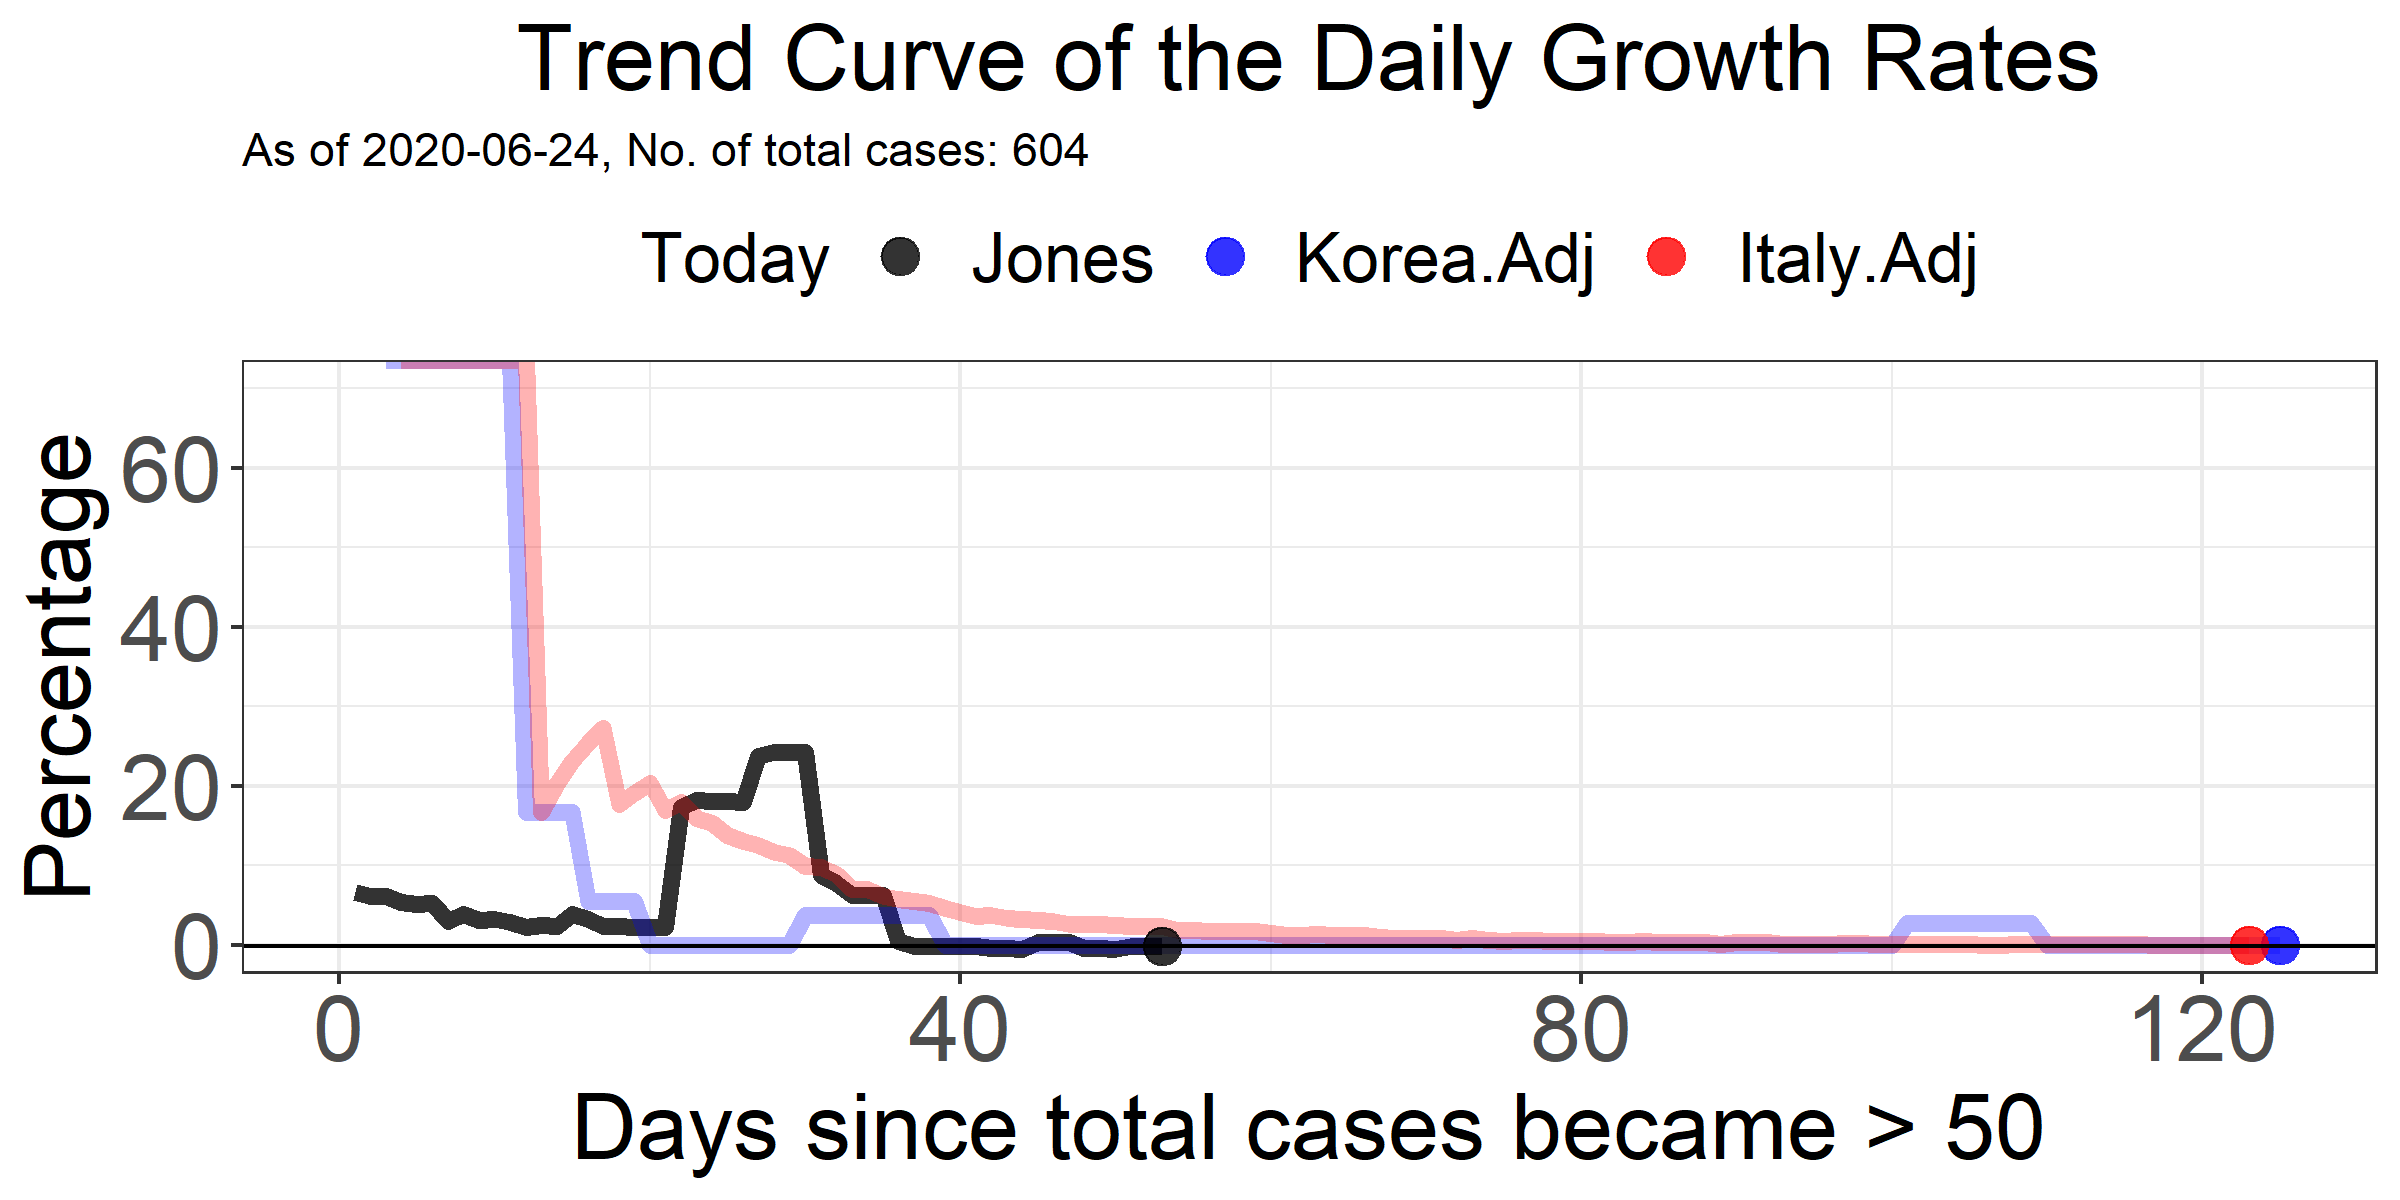 Trend Curve of the Daily Growth Rates
As of 2020-06-24, No. of total cases: 604
Today Jones Korea.Adj Italy.Adj
Percentage
60
40
20
0
0 40 80 120
Days since total cases became > 50